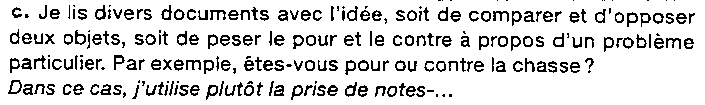 c. Je lis divers documents avec l'idée, soit de comparer et d'opposer
deux objets, soit de peser le pour et le contre à propos d'un problème
particulier. Par exemple, êtes-vous pour ou contre la chasse ?
Dans ce cas, j'utilise plutôt la prise de notes-...